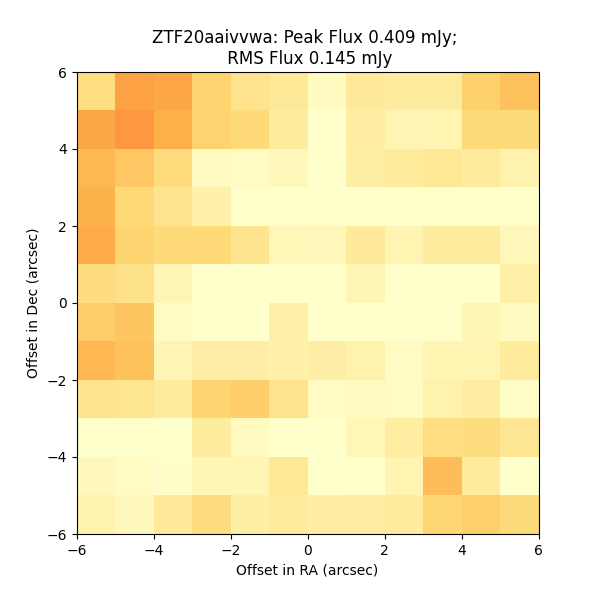 ZTF20aaivvwa: Peak Flux 0.409 mJy;
RMS Flux 0.145 mJy
6
4
2
0
−2
−4
−6
Offset in Dec (arcsec)
−6 −4 −2 0 2 4 6
Offset in RA (arcsec)